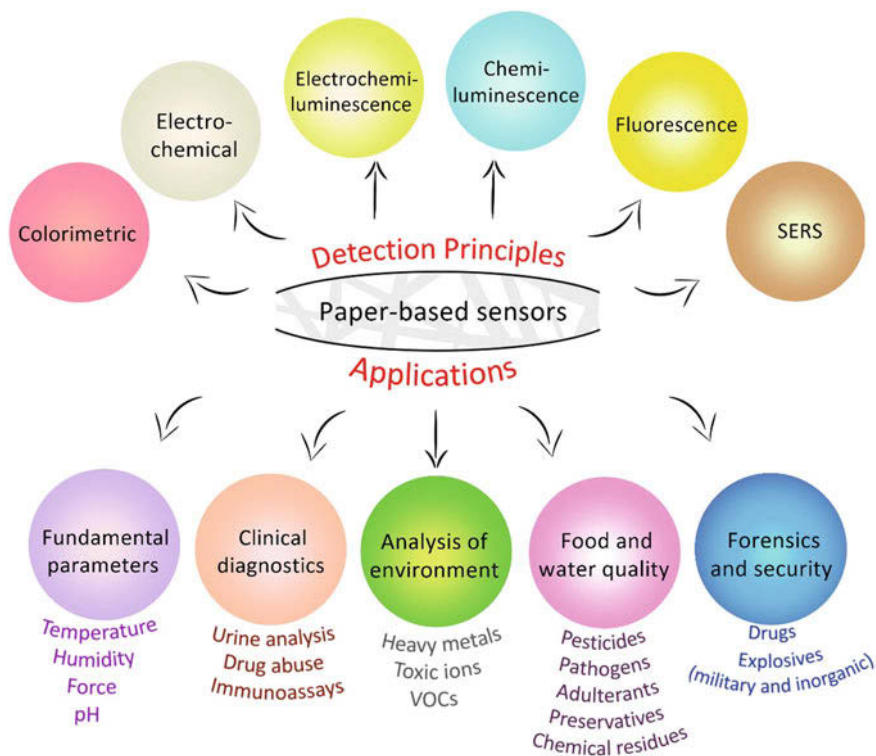 Electrochemi-
luminescence
Chemi-
luminescence
Electro-
chemical
Fluorescence
Colorimetric
SERS
Detection Principles
Paper-based sensors
Applications
Fundamental
parameters
Temperature
Humidity
Force
pH
Clinical
diagnostics
Urine analysis
Drug abuse
Immunoassays
Analysis of
environment
Heavy metals
Toxic ions
VOCs
Food and
water quality
Pesticides
Pathogens
Adulterants
Preservatives
Chemical residues
Forensics
and security
Drugs
Explosives
(military and inorganic)